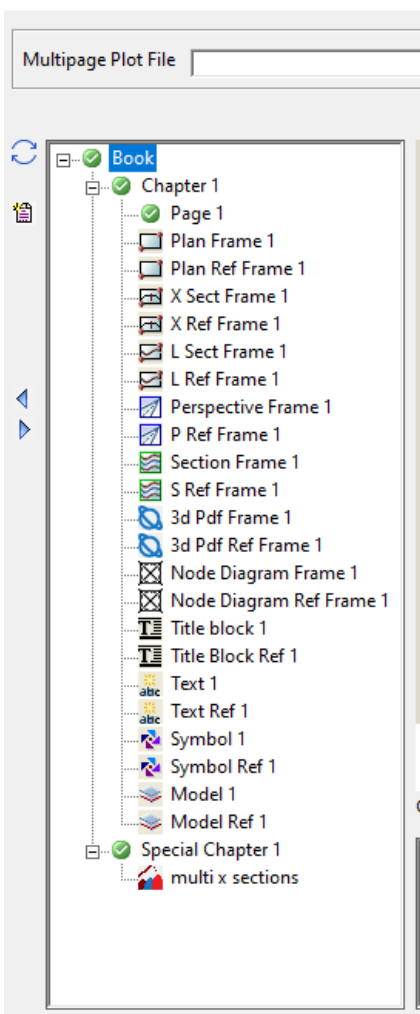 Multipage Plot File
Book
Chapter 1
Page 1
Plan Frame 1
Plan Ref Frame 1
X Sect Frame 1
X Ref Frame 1
L Sect Frame 1
L Ref Frame 1
Perspective Frame 1
P Ref Frame 1
Section Frame 1
S Ref Frame 1
3d Pdf Frame 1
3d Pdf Ref Frame 1
Node Diagram Frame 1
Node Diagram Ref Frame 1
Title block 1
Title Block Ref 1
Text 1
Text Ref 1
Symbol 1
Symbol Ref 1
Model 1
Model Ref 1
Special Chapter 1
multi x sections